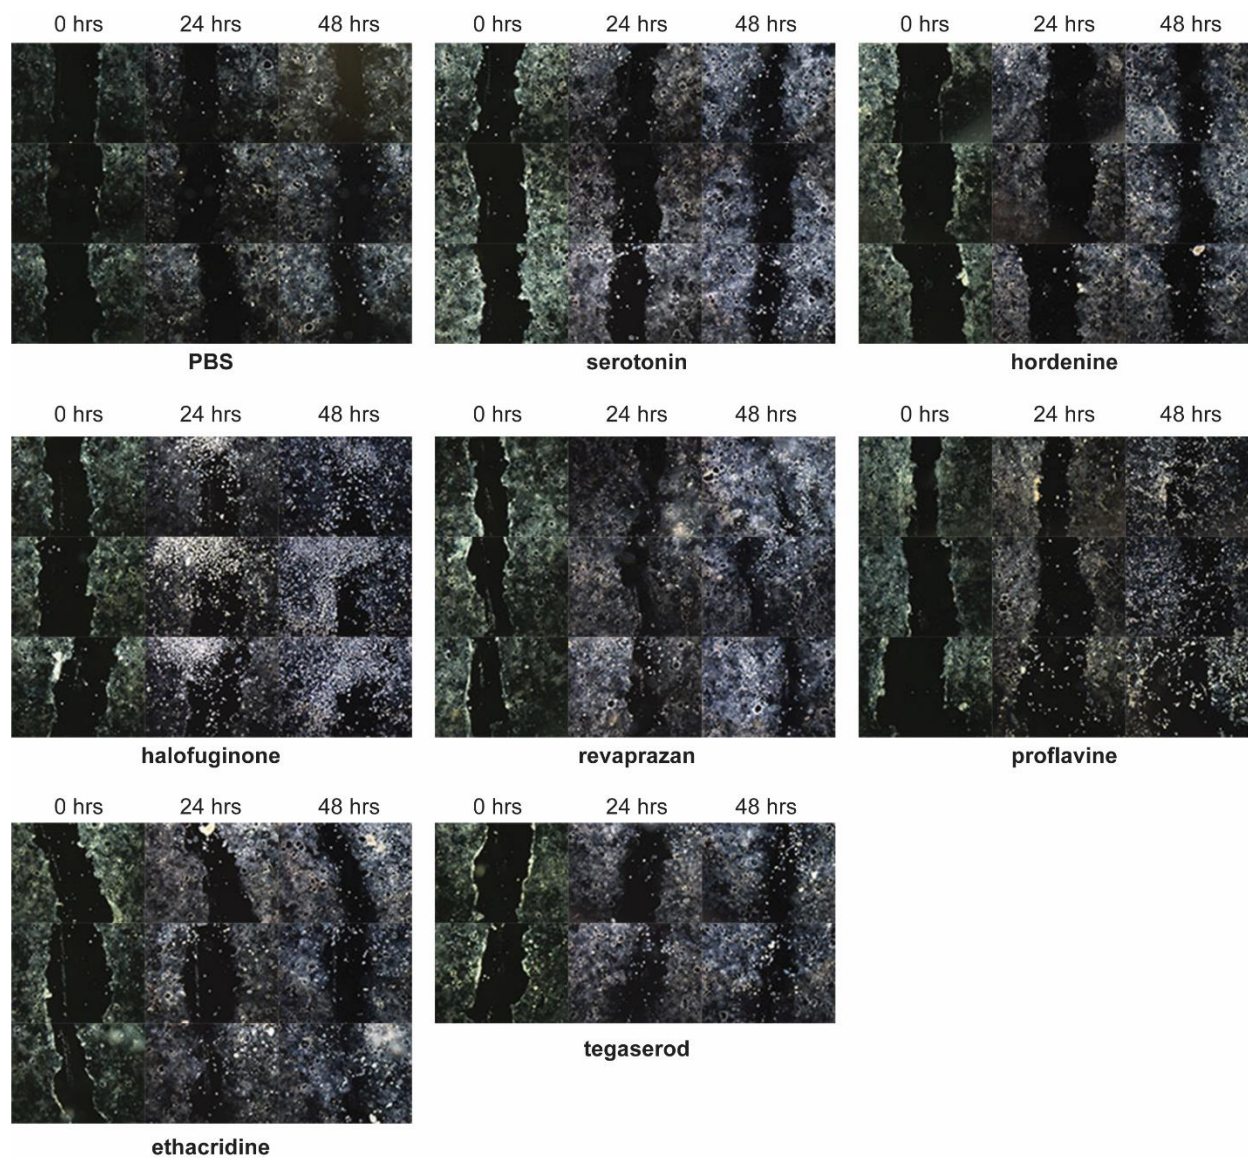 0 hrs 24 hrs 48 hrs 0 hrs 24 hrs 48 hrs 0 hrs 24 hrs 48 hrs
PBS serotonin hordenine
0 hrs 24 hrs 48 hrs 0 hrs 24 hrs 48 hrs 0 hrs 24 hrs 48 hrs
halofuginone revaprazan proflavine
0 hrs 24 hrs 48 hrs 0 hrs 24 hrs 48 hrs
tegaserod
ethacridine